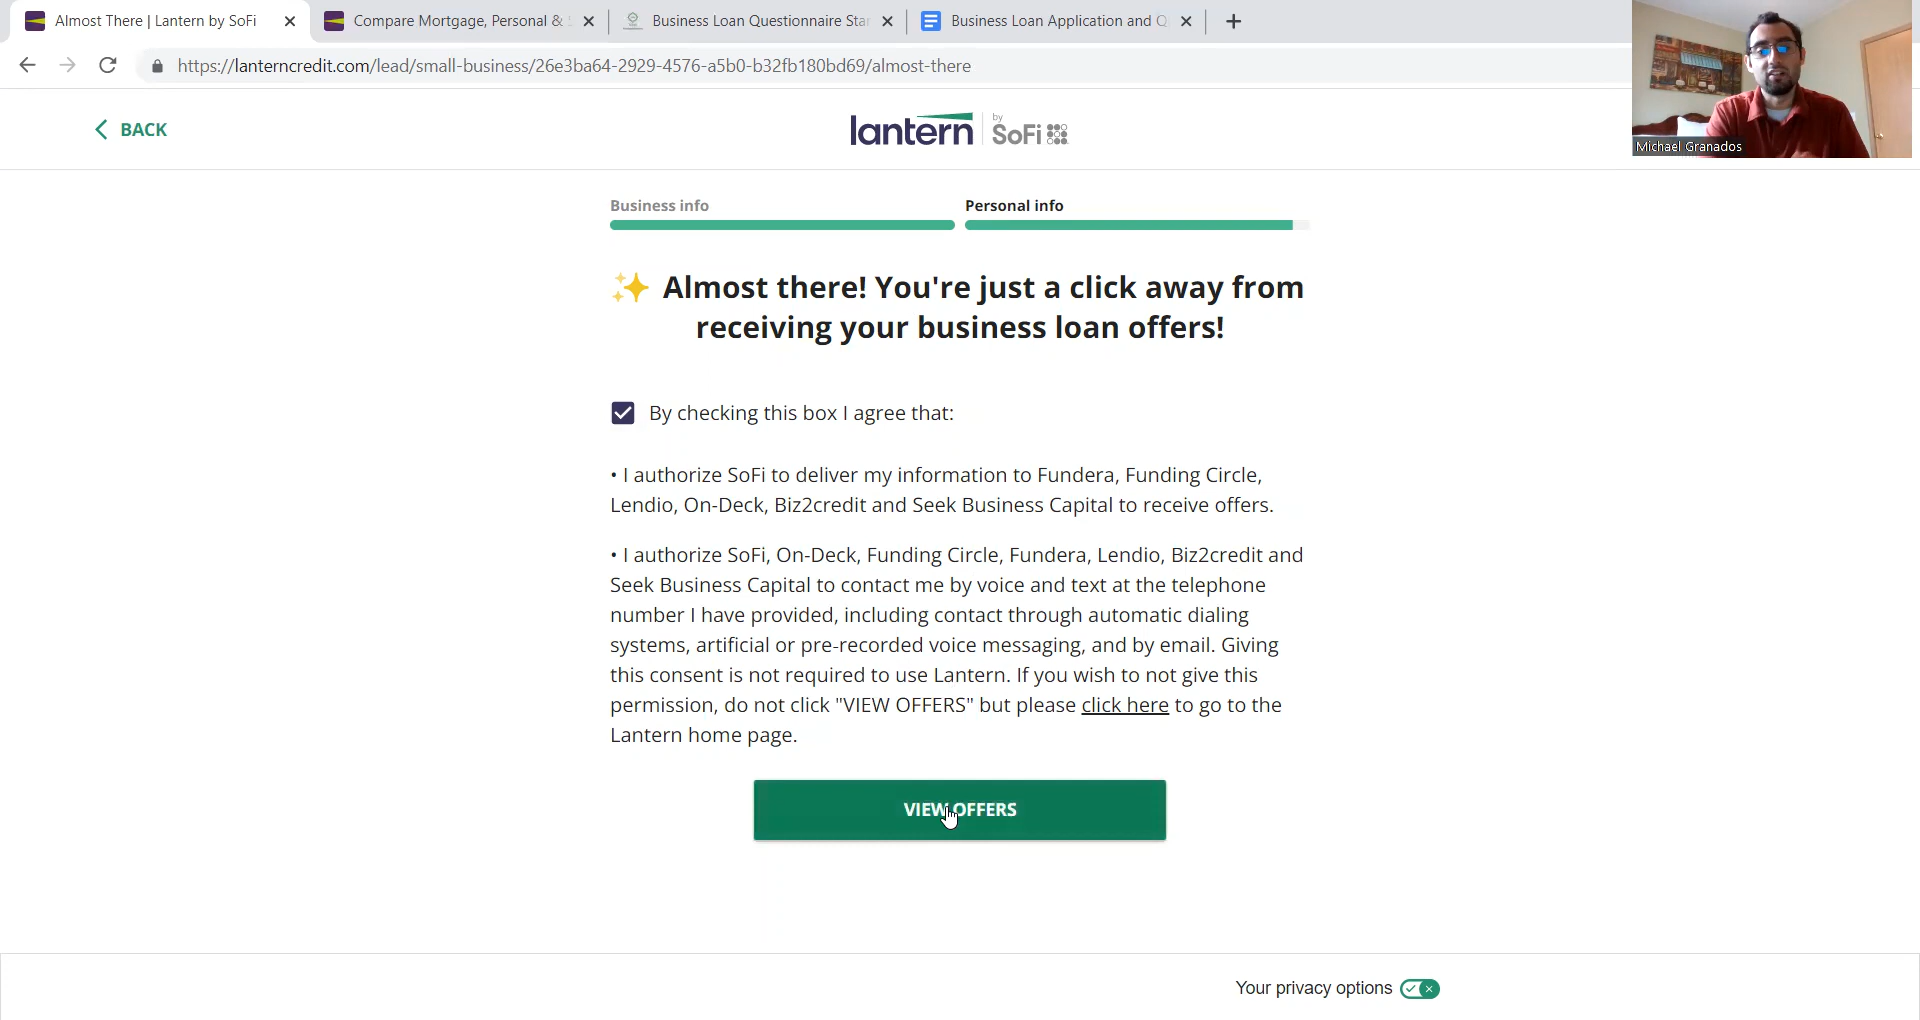 Almost There | Lantern by SoFi
Compare Mortgage, Personal &
Business Loan Questionnaire Sta
Business Loan Application and Q
https://lanterncredit.com/lead/small-business/26e3ba64-2929-4576-a5b0-b32fb180bd69/almost-there
Michael Granados
BACK
lantern by SoFi
Business info
Personal info
Almost there! You're just a click away from
receiving your business loan offers!
By checking this box I agree that:
• I authorize SoFi to deliver my information to Fundera, Funding Circle,
Lendio, On-Deck, Biz2credit and Seek Business Capital to receive offers.
• I authorize SoFi, On-Deck, Funding Circle, Fundera, Lendio, Biz2credit and
Seek Business Capital to contact me by voice and text at the telephone
number I have provided, including contact through automatic dialing
systems, artificial or pre-recorded voice messaging, and by email. Giving
this consent is not required to use Lantern. If you wish to not give this
permission, do not click "VIEW OFFERS" but please click here to go to the
Lantern home page.
VIEW OFFERS
Your privacy options